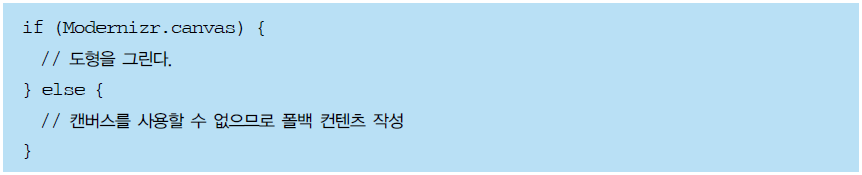 if (Modernizr.canvas) {
  // 도형을 그린다.
} else {
  // 캔버스를 사용할 수 없으므로 폴백 컨텐츠 작성
}